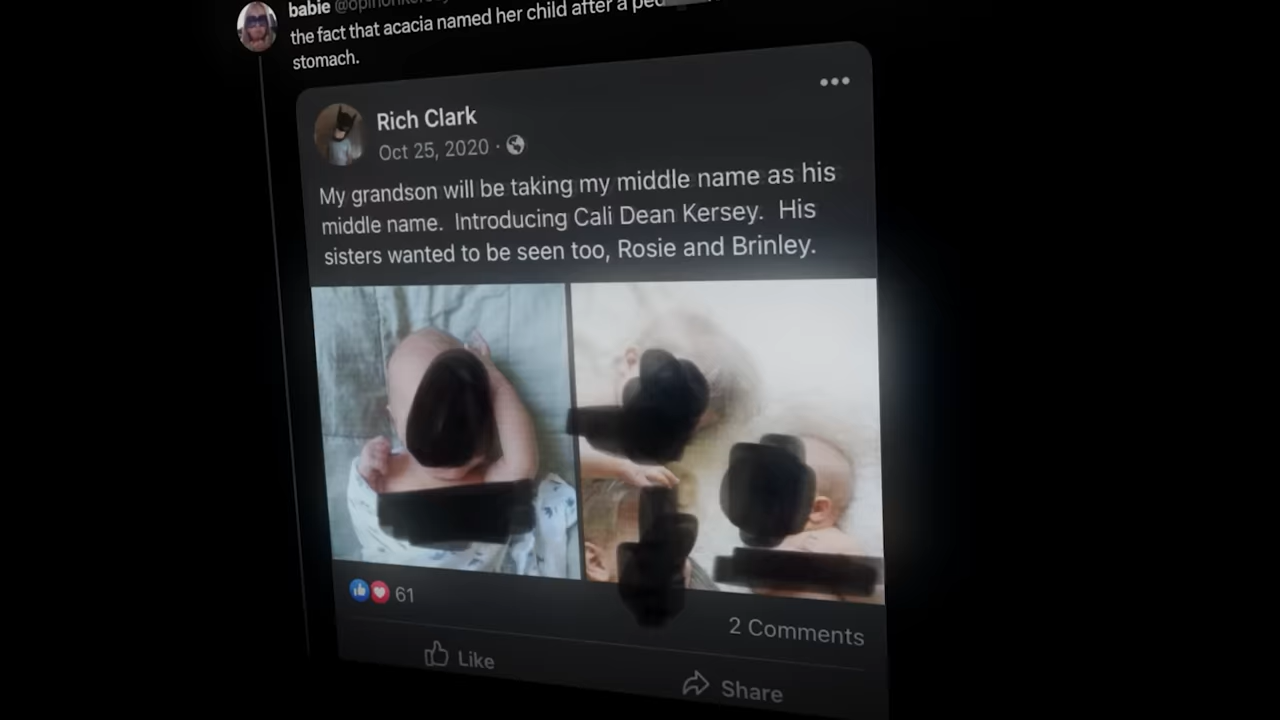 babie
the fact that acacia named her child after a ped
stomach.
Rich Clark
Oct 25, 2020 ·
My grandson will be taking my middle name as his
middle name. Introducing Cali Dean Kersey. His
sisters wanted to be seen too, Rosie and Brinley.
61
2 Comments
Like
Share